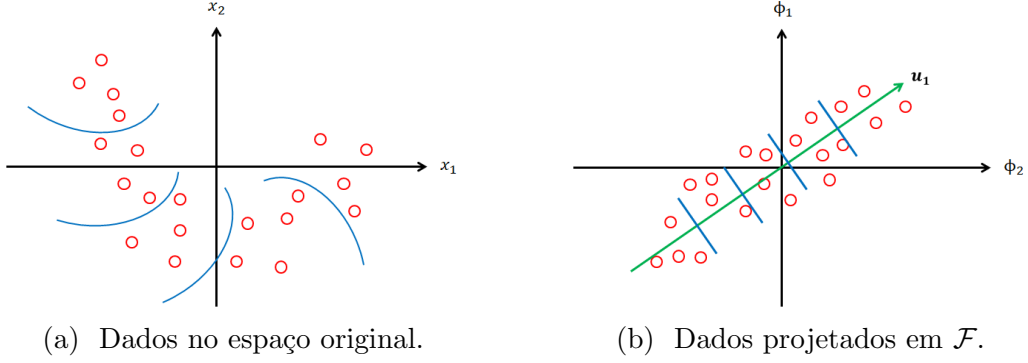 x₂
x₁
(a) Dados no espaço original.
ϕ₁
u₁
ϕ₂
(b) Dados projetados em ℱ.